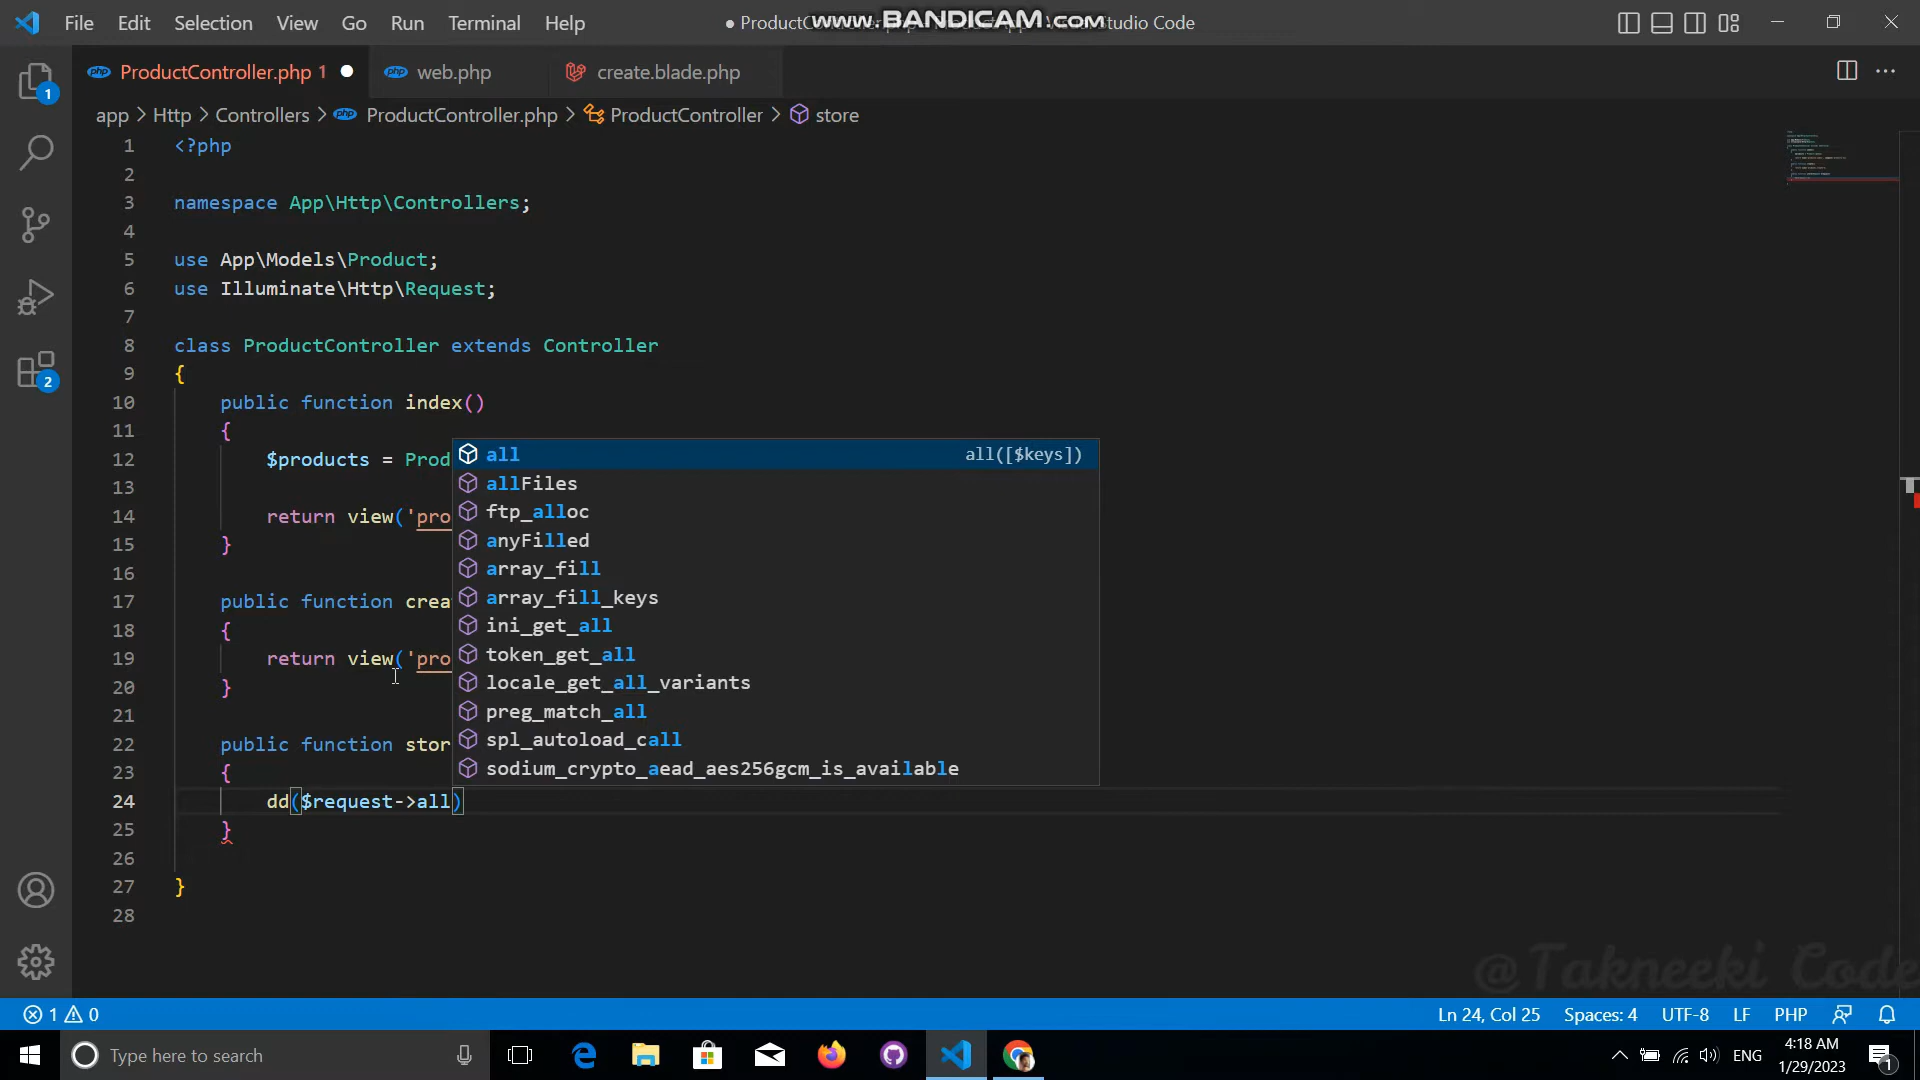 File Edit Selection View Go Run Terminal Help
www.BANDICAM.com
Studio Code
ProductController.php 1
web.php
create.blade.php
app > Http > Controllers > ProductController.php > ProductController > store
1 <?php
2
3 namespace App\Http\Controllers;
4
5 use App\Models\Product;
6 use Illuminate\Http\Request;
7
8 class ProductController extends Controller
9 {
10 public function index()
11 {
12 $products = Prod
13
14 return view('pro
15 }
16
17 public function crea
18 {
19 return view('pro
20 }
21
22 public function stor
23 {
24 dd($request->all)
25 }
26
27 }
28
all all([$keys])
allFiles
ftp_alloc
anyFilled
array_fill
array_fill_keys
ini_get_all
token_get_all
locale_get_all_variants
preg_match_all
spl_autoload_call
sodium_crypto_aead_aes256gcm_is_available
1
2
@Takneeki Code
1 0
Ln 24, Col 25 Spaces: 4 UTF-8 LF PHP
Type here to search
ENG
4:18 AM
1/29/2023
1